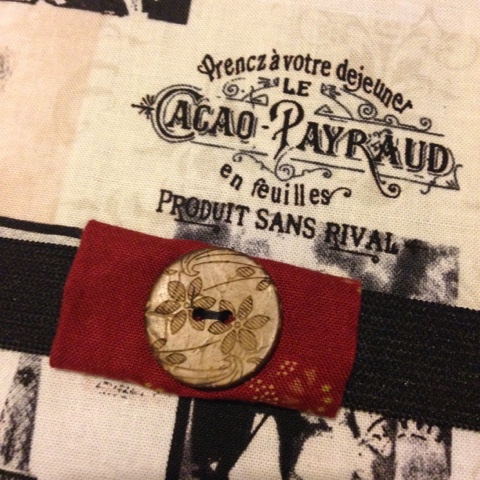 Prenez à votre dejeuner
LE
CACAO-PAYRAUD
en feuilles
PRODUIT SANS RIVAL